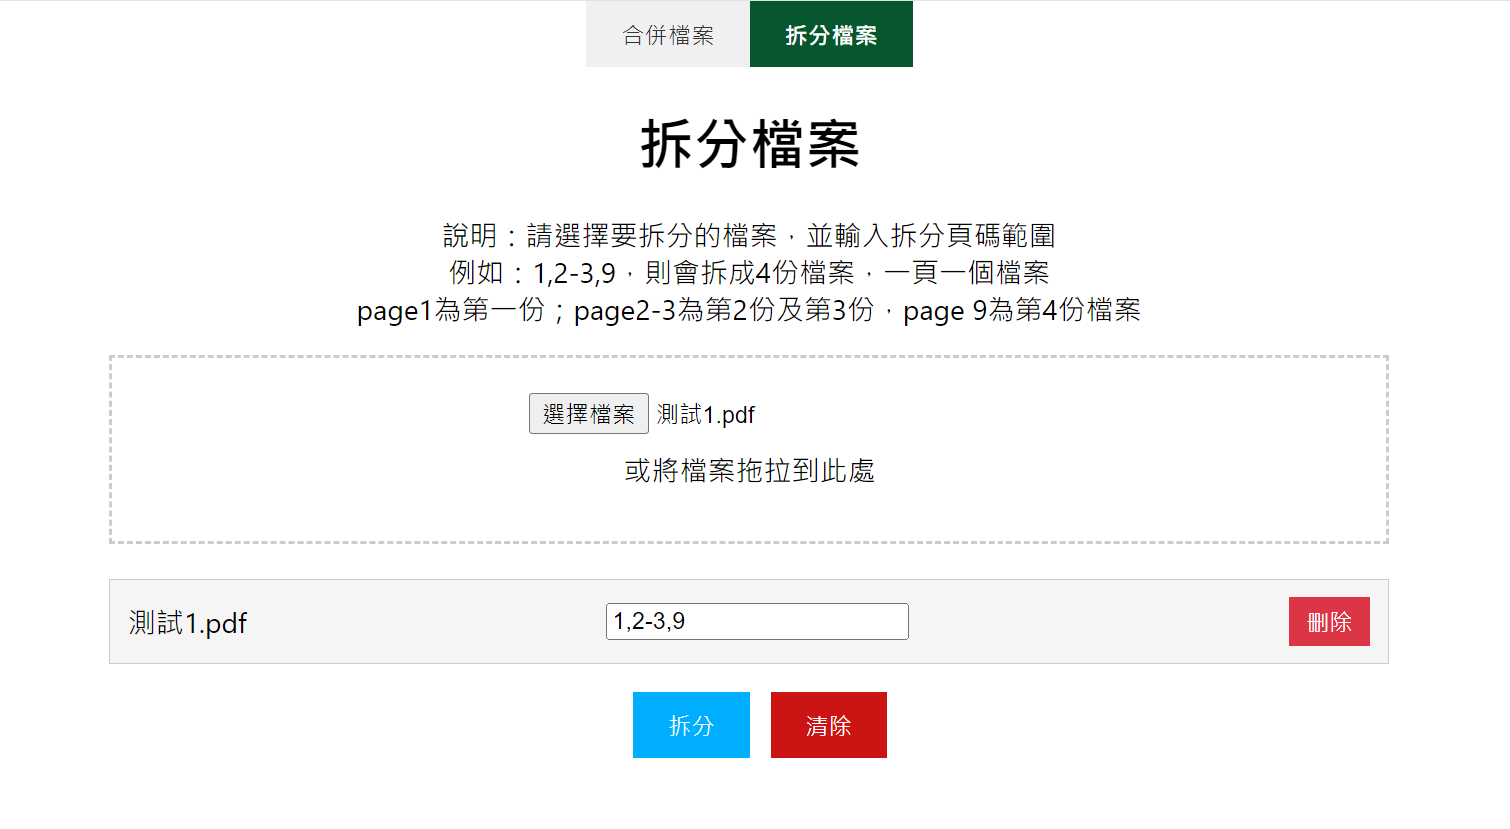 合併檔案 拆分檔案
拆分檔案
說明：請選擇要拆分的檔案，並輸入拆分頁碼範圍
例如：1,2-3,9，則會拆成4份檔案，一頁一個檔案
page1為第一份；page2-3為第2份及第3份，page 9為第4份檔案
選擇檔案 測試1.pdf
或將檔案拖拉到此處
測試1.pdf 1,2-3,9 刪除
拆分 清除